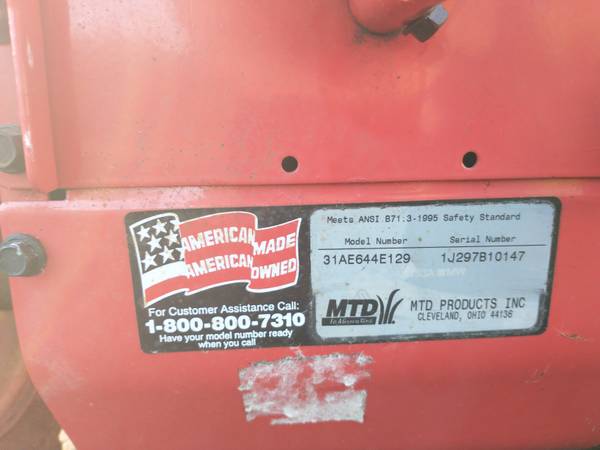 AMERICAN
MADE
AMERICAN
OWNED
For Customer Assistance Call:
1-800-800-7310
Have your model number ready
when you call
Meets ANSI B71.3-1995 Safety Standard
Model Number Serial Number
31AE644E129 1J297B10147
MTD
MTD PRODUCTS INC
CLEVELAND, OHIO 44136